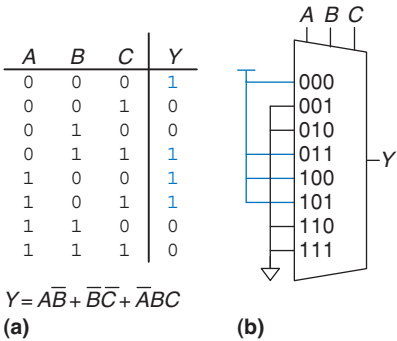 A B C Y
0 0 0 1
0 0 1 0
0 1 0 0
0 1 1 1
1 0 0 1
1 0 1 1
1 1 0 0
1 1 1 0
Y = AB̅ + B̅C̅ + A̅BC
(a)
A B C
000
001
010
011
100
101
110
111
Y
(b)